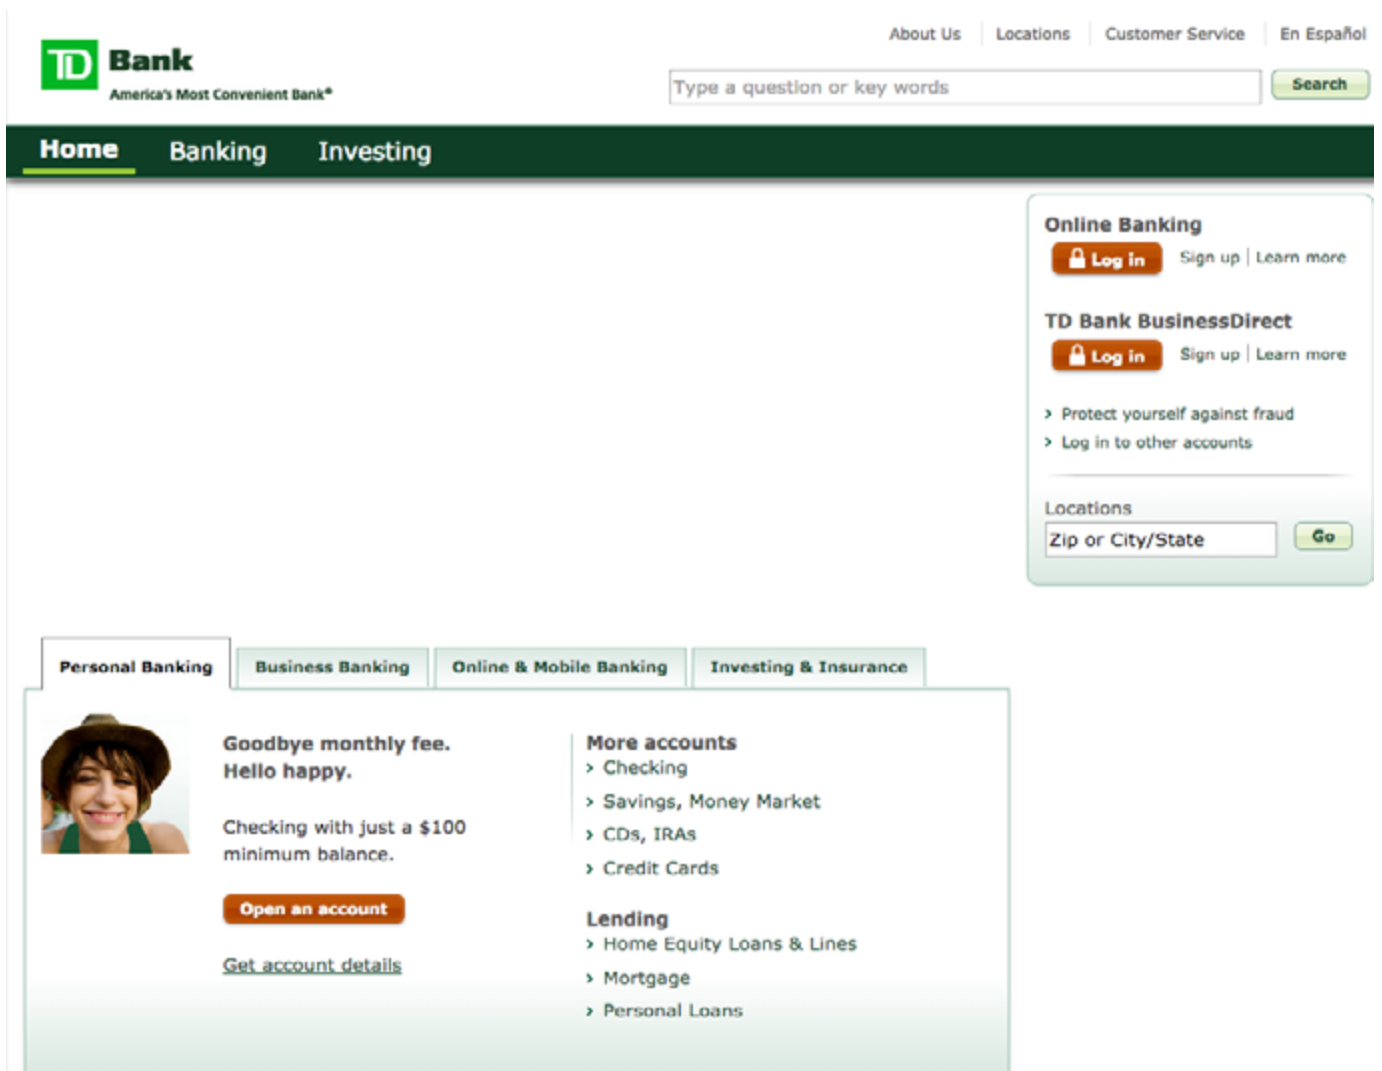 About Us
Locations
Customer Service
En Español
TD
Bank
America's Most Convenient Bank®
Type a question or key words
Search
Home
Banking
Investing
Online Banking
Log in
Sign up
Learn more
TD Bank BusinessDirect
Log in
Sign up
Learn more
› Protect yourself against fraud
› Log in to other accounts
Locations
Zip or City/State
Go
Personal Banking
Business Banking
Online & Mobile Banking
Investing & Insurance
Goodbye monthly fee.
Hello happy.
Checking with just a $100
minimum balance.
Open an account
Get account details
More accounts
› Checking
› Savings, Money Market
› CDs, IRAs
› Credit Cards
Lending
› Home Equity Loans & Lines
› Mortgage
› Personal Loans